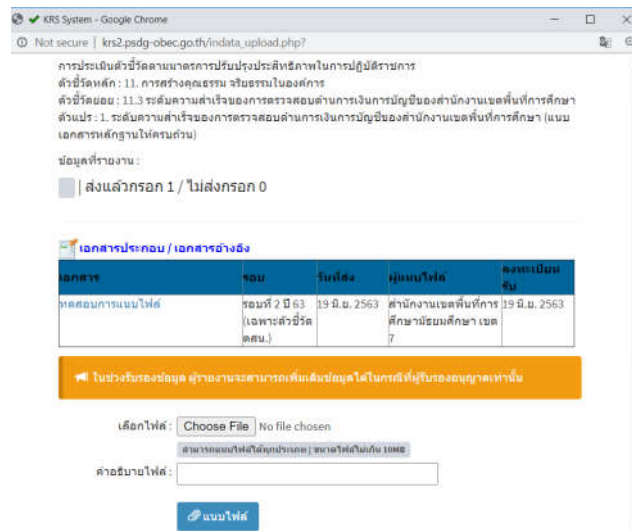 KRS System - Google Chrome
Not secure | krs2.psdg-obec.go.th/indata_upload.php?
การประเมินตัวชี้วัดตามมาตรการปรับปรุงประสิทธิภาพในการปฏิบัติราชการ
ตัวชี้วัดหลัก : 11. การสร้างคุณธรรม จริยธรรมในองค์การ
ตัวชี้วัดย่อย : 11.3 ระดับความสำเร็จของการตรวจสอบด้านการเงินการบัญชีของสำนักงานเขตพื้นที่การศึกษา
ตัวแปร : 1. ระดับความสำเร็จของการตรวจสอบด้านการเงินการบัญชีของสำนักงานเขตพื้นที่การศึกษา (แนบ
เอกสารหลักฐานให้ครบถ้วน)
ข้อมูลที่รายงาน :
| ส่งแล้วกรอก 1 / ไม่ส่งกรอก 0
เอกสารประกอบ / เอกสารอ้างอิง
เอกสาร รอบ วันที่ส่ง ผู้แนบไฟล์ ลงทะเบียน
รับ
ทดสอบการแนบไฟล์ รอบที่ 2 ปี 63 19 มิ.ย. 2563 สำนักงานเขตพื้นที่การ 19 มิ.ย. 2563
(เฉพาะตัวชี้วัด ศึกษามัธยมศึกษา เขต
ตสน.) 7
ในช่วงรับรองข้อมูล ผู้รายงานจะสามารถเพิ่มเติมข้อมูลได้ในกรณีที่ผู้รับรองอนุญาตเท่านั้น
เลือกไฟล์ : Choose File No file chosen
สามารถแนบไฟล์ได้ทุกประเภท | ขนาดไฟล์ไม่เกิน 10MB
คำอธิบายไฟล์ :
แนบไฟล์